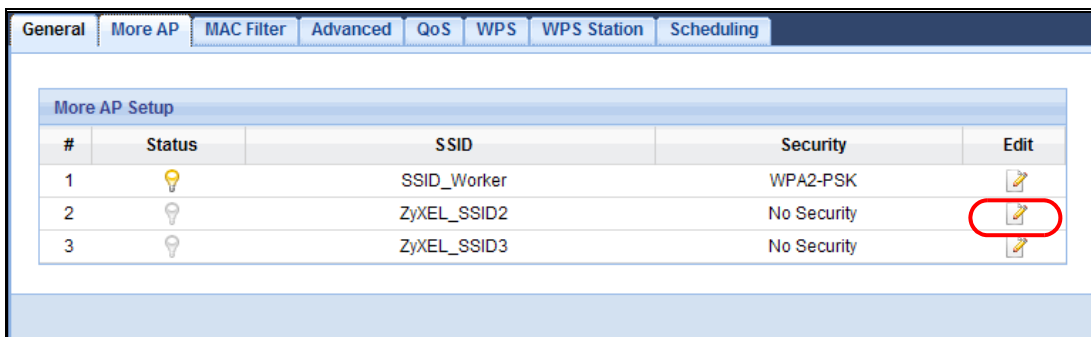 General More AP MAC Filter Advanced QoS WPS WPS Station Scheduling
More AP Setup
# Status SSID Security Edit
1 SSID_Worker WPA2-PSK
2 ZyXEL_SSID2 No Security
3 ZyXEL_SSID3 No Security